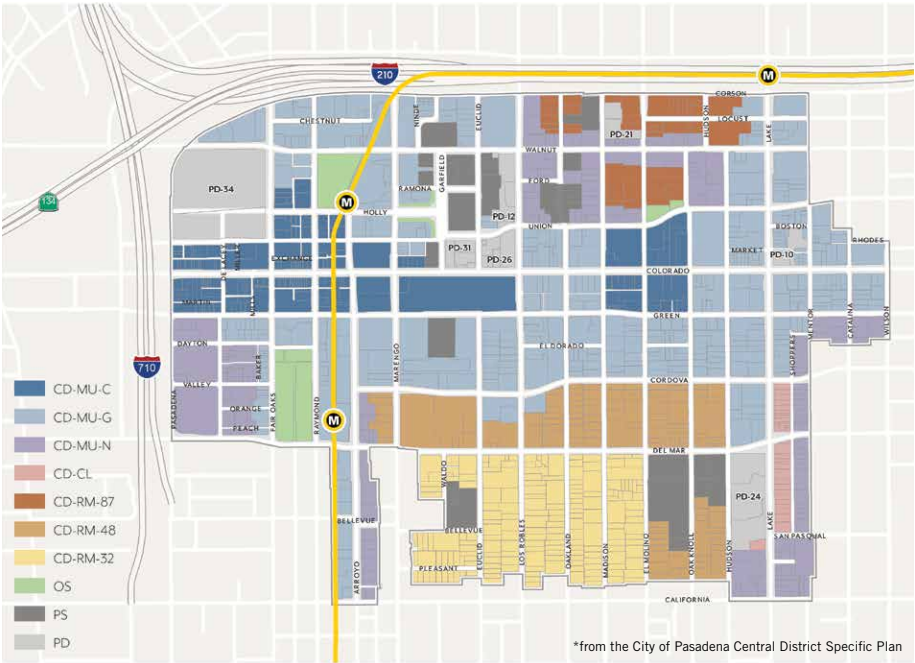 210
M
CORSON
CHESTNUT
NINDE
EUCLID
HUDSON
LOCUST
LAKE
PD-21
134
WALNUT
PD-34
RAMONA
GARFIELD
FORD
M
HOLLY
PD-12
UNION
BOSTON
RHODES
DE LACEY
MILLER
EXCHANGE
PD-31
PD-26
MARKET
PD-10
COLORADO
MARTIN
MILLS
GREEN
MENTOR
CATALINA
WILSON
DAYTON
MARENGO
EL DORADO
SHOPPERS
710
BAKER
VALLEY
CORDOVA
PASADENA
ORANGE
PEACH
FAIR OAKS
RAYMOND
M
DEL MAR
WALDO
PD-24
LAKE
BELLEVUE
BELLEVUE
SAN PASQUAL
PLEASANT
EUCLID
LOS ROBLES
OAKLAND
MADISON
EL MOLINO
OAK KNOLL
HUDSON
ARROYO
CALIFORNIA
CD-MU-C
CD-MU-G
CD-MU-N
CD-CL
CD-RM-87
CD-RM-48
CD-RM-32
OS
PS
PD
*from the City of Pasadena Central District Specific Plan